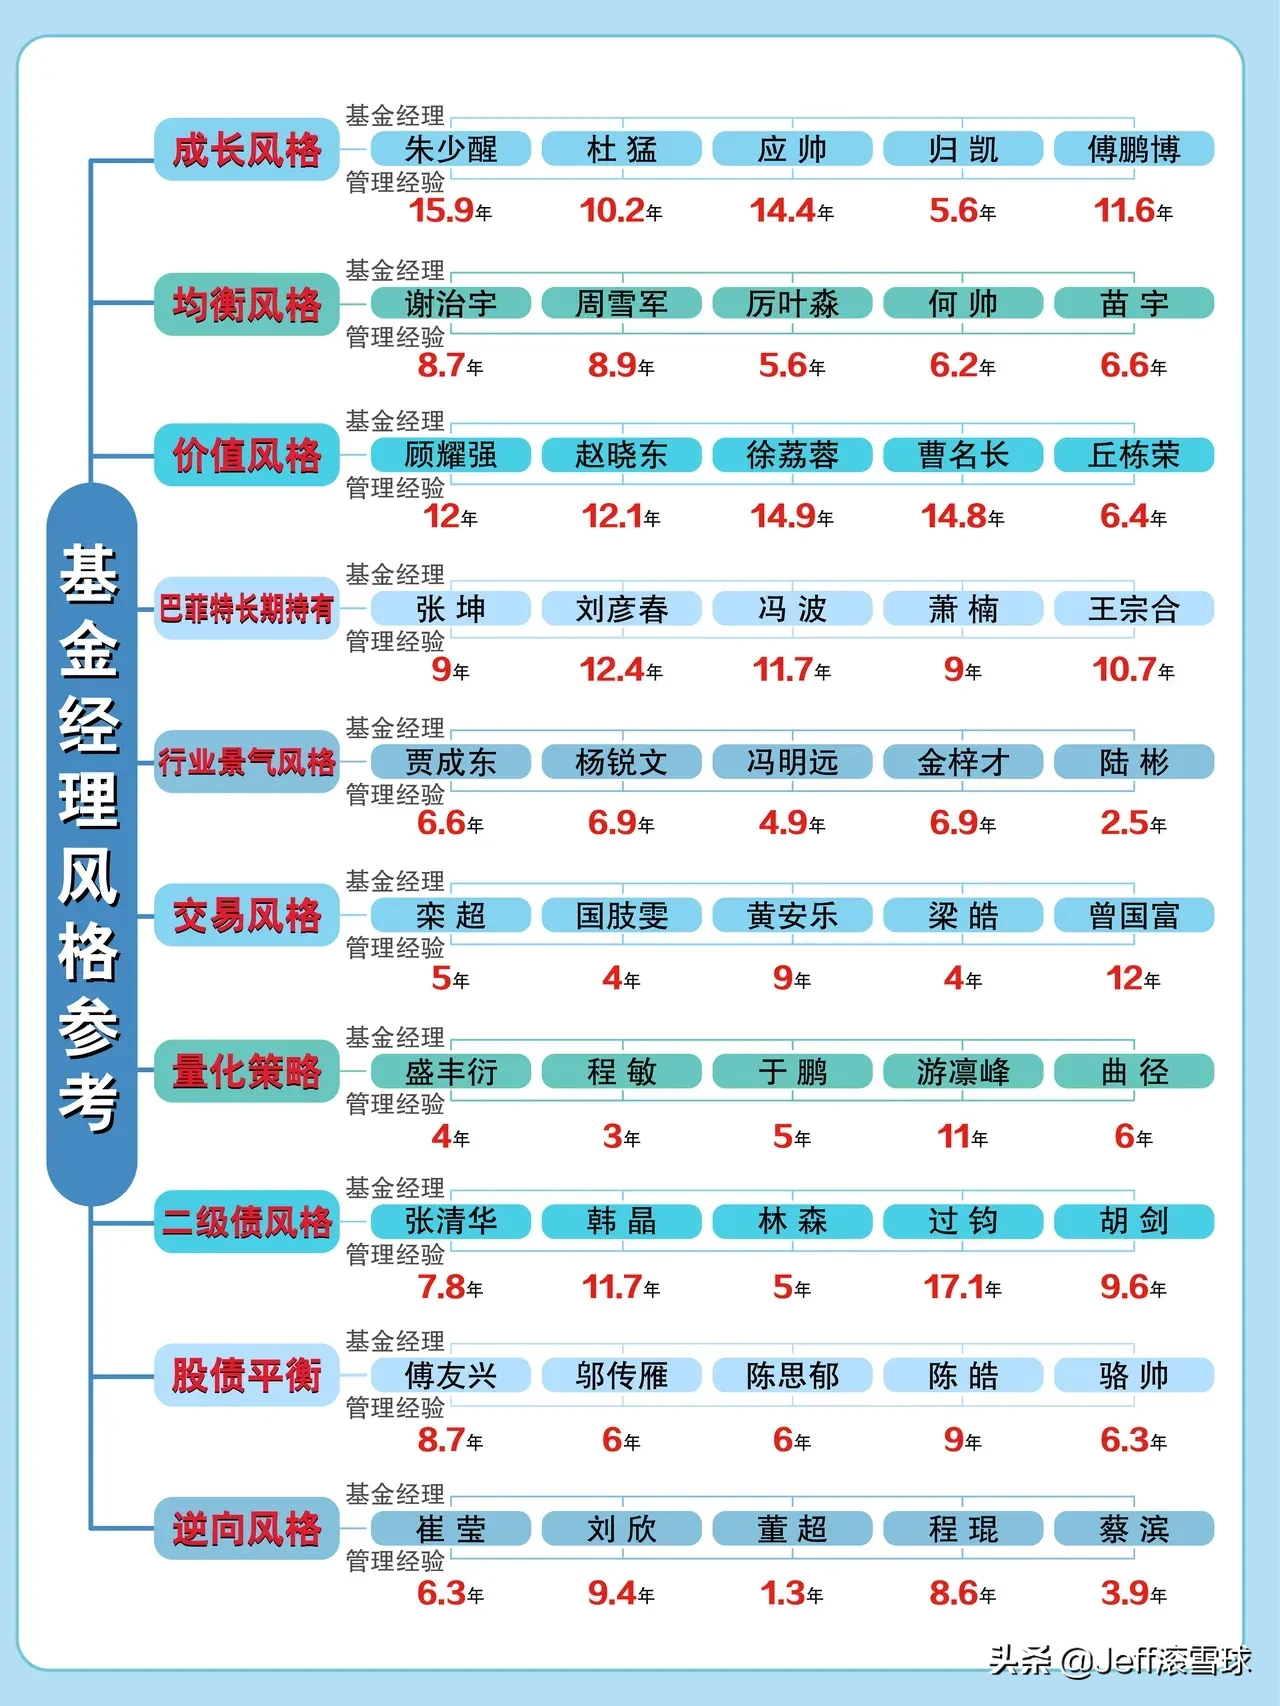 基金经理风格参考
成长风格
基金经理
朱少醒 杜猛 应帅 归凯 傅鹏博
管理经验
15.9年 10.2年 14.4年 5.6年 11.6年
均衡风格
基金经理
谢治宇 周雪军 厉叶淼 何帅 苗宇
管理经验
8.7年 8.9年 5.6年 6.2年 6.6年
价值风格
基金经理
顾耀强 赵晓东 徐荔蓉 曹名长 丘栋荣
管理经验
12年 12.1年 14.9年 14.8年 6.4年
巴菲特长期持有
基金经理
张坤 刘彦春 冯波 萧楠 王宗合
管理经验
9年 12.4年 11.7年 9年 10.7年
行业景气风格
基金经理
贾成东 杨锐文 冯明远 金梓才 陆彬
管理经验
6.6年 6.9年 4.9年 6.9年 2.5年
交易风格
基金经理
栾超 国肢雯 黄安乐 梁皓 曾国富
管理经验
5年 4年 9年 4年 12年
量化策略
基金经理
盛丰衍 程敏 于鹏 游凛峰 曲径
管理经验
4年 3年 5年 11年 6年
二级债风格
基金经理
张清华 韩晶 林森 过钧 胡剑
管理经验
7.8年 11.7年 5年 17.1年 9.6年
股债平衡
基金经理
傅友兴 邬传雁 陈思郁 陈皓 骆帅
管理经验
8.7年 6年 6年 9年 6.3年
逆向风格
基金经理
崔莹 刘欣 董超 程琨 蔡滨
管理经验
6.3年 9.4年 1.3年 8.6年 3.9年
头条 @Jeff滚雪球